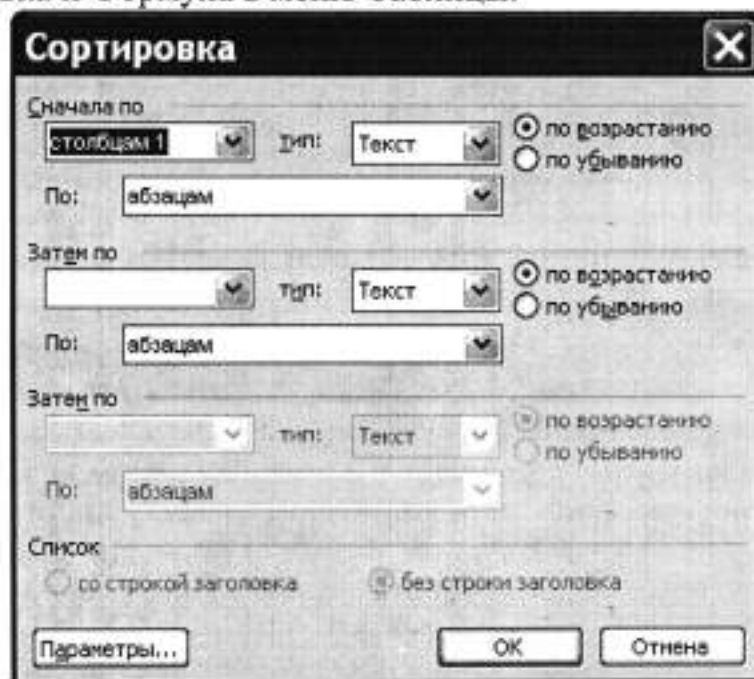 Сортировка
Сначала по
столбцам 1 тип: Текст по возрастанию
по убыванию
По: абзацам
Затем по
тип: Текст по возрастанию
по убыванию
По: абзацам
Затем по
тип: Текст по возрастанию
по убыванию
По: абзацам
Список
со строкой заголовка без строки заголовка
Параметры... ОК Отмена